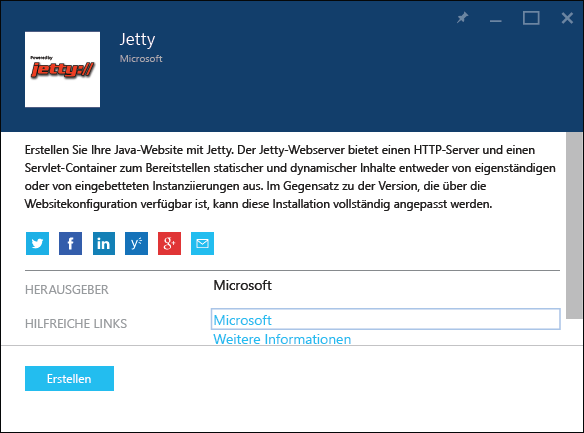 Jetty
Microsoft
Powered by
jetty://
Erstellen Sie Ihre Java-Website mit Jetty. Der Jetty-Webserver bietet einen HTTP-Server und einen
Servlet-Container zum Bereitstellen statischer und dynamischer Inhalte entweder von eigenständigen
oder von eingebetteten Instanziierungen aus. Im Gegensatz zu der Version, die über die
Websitekonfiguration verfügbar ist, kann diese Installation vollständig angepasst werden.
HERAUSGEBER Microsoft
HILFREICHE LINKS Microsoft
Weitere Informationen
Erstellen